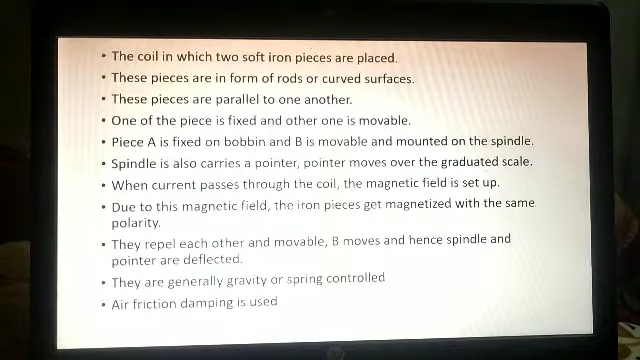 • The coil in which two soft iron pieces are placed.
• These pieces are in form of rods or curved surfaces.
• These pieces are parallel to one another.
• One of the piece is fixed and other one is movable.
• Piece A is fixed on bobbin and B is movable and mounted on the spindle.
• Spindle is also carries a pointer, pointer moves over the graduated scale.
• When current passes through the coil, the magnetic field is set up.
• Due to this magnetic field, the iron pieces get magnetized with the same
polarity.
• They repel each other and movable, B moves and hence spindle and
pointer are deflected.
• They are generally gravity or spring controlled
• Air friction damping is used